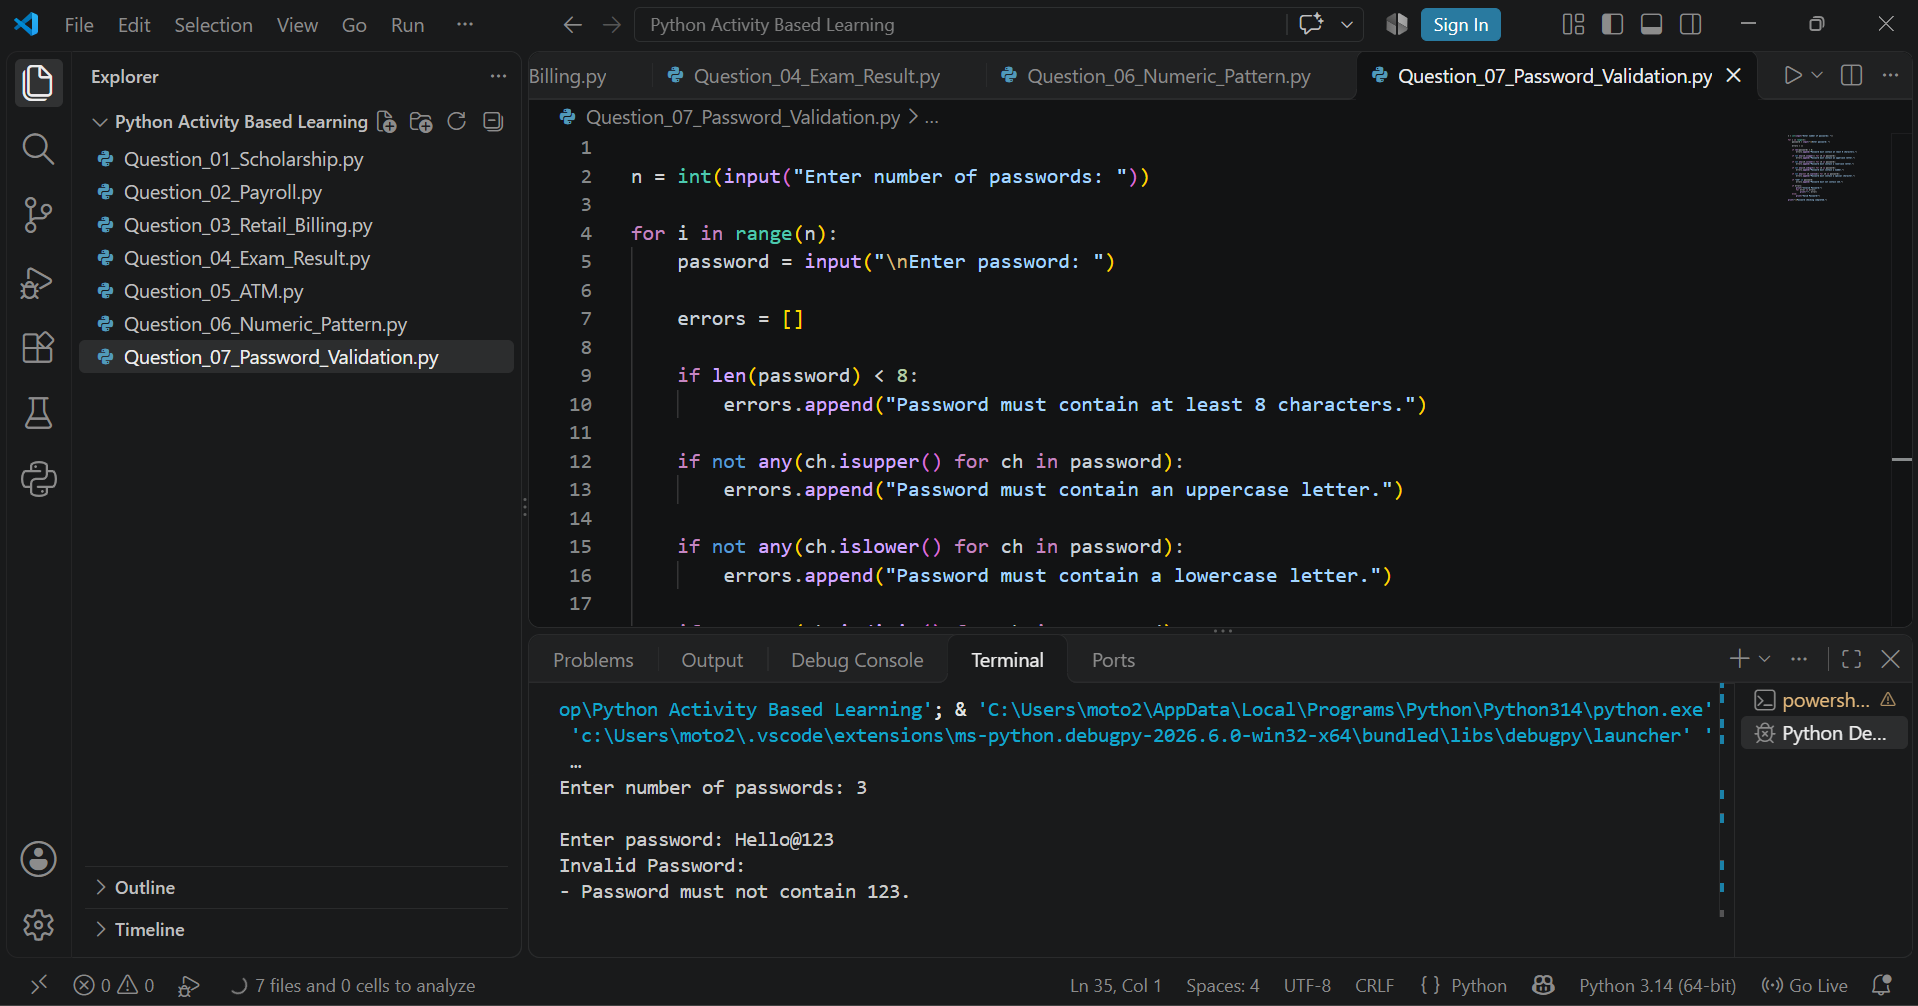 File Edit Selection View Go Run ···
Python Activity Based Learning
Sign In
Explorer
Python Activity Based Learning
Question_01_Scholarship.py
Question_02_Payroll.py
Question_03_Retail_Billing.py
Question_04_Exam_Result.py
Question_05_ATM.py
Question_06_Numeric_Pattern.py
Question_07_Password_Validation.py
Outline
Timeline
Billing.py Question_04_Exam_Result.py Question_06_Numeric_Pattern.py Question_07_Password_Validation.py
Question_07_Password_Validation.py > ...
1
2 n = int(input("Enter number of passwords: "))
3
4 for i in range(n):
5 password = input("\nEnter password: ")
6
7 errors = []
8
9 if len(password) < 8:
10 errors.append("Password must contain at least 8 characters.")
11
12 if not any(ch.isupper() for ch in password):
13 errors.append("Password must contain an uppercase letter.")
14
15 if not any(ch.islower() for ch in password):
16 errors.append("Password must contain a lowercase letter.")
17
Problems Output Debug Console Terminal Ports
op\Python Activity Based Learning'; & 'C:\Users\moto2\AppData\Local\Programs\Python\Python314\python.exe'
'c:\Users\moto2\.vscode\extensions\ms-python.debugpy-2026.6.0-win32-x64\bundled\libs\debugpy\launcher' '
…
Enter number of passwords: 3
Enter password: Hello@123
Invalid Password:
- Password must not contain 123.
powersh...
Python De...
0 0 7 files and 0 cells to analyze Ln 35, Col 1 Spaces: 4 UTF-8 CRLF { } Python Python 3.14 (64-bit) Go Live